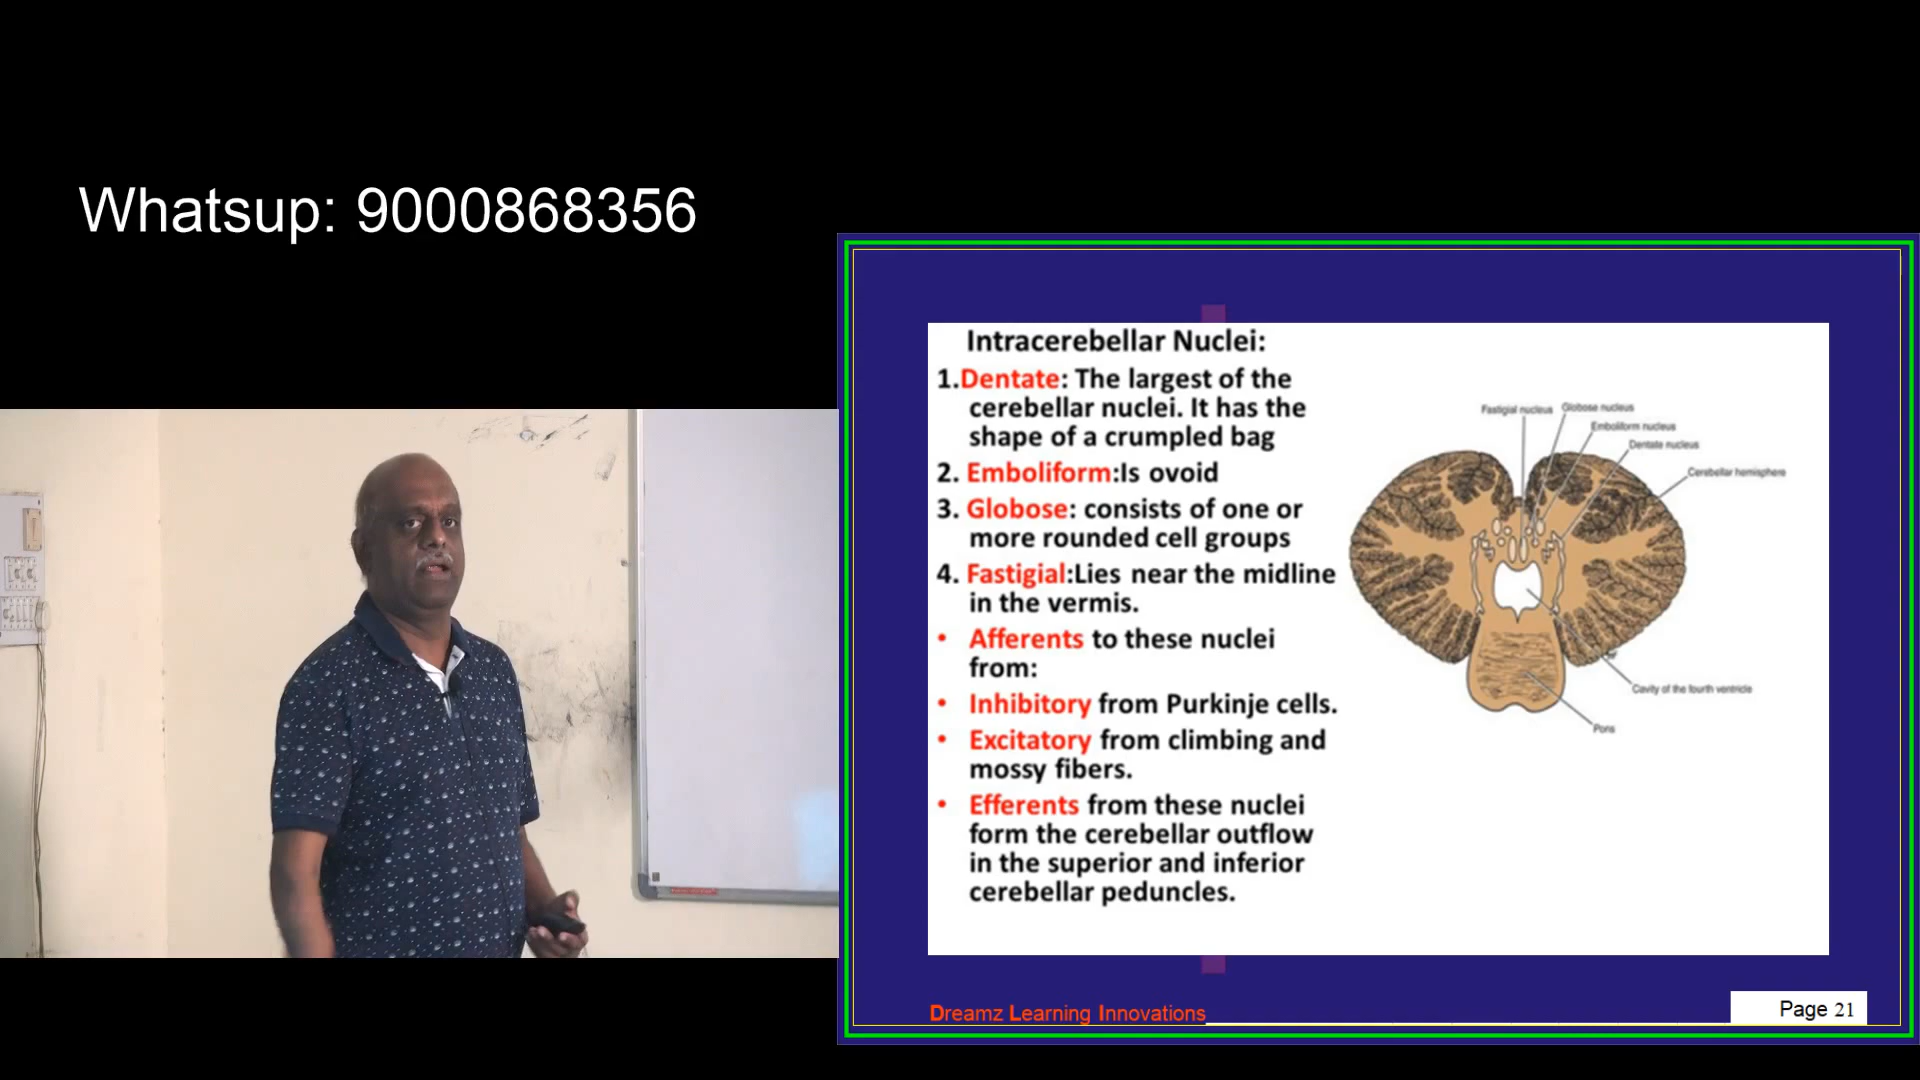 Whatsup: 9000868356
Intracerebellar Nuclei:
1.Dentate: The largest of the
cerebellar nuclei. It has the
shape of a crumpled bag
2. Emboliform:Is ovoid
3. Globose: consists of one or
more rounded cell groups
4. Fastigial:Lies near the midline
in the vermis.
• Afferents to these nuclei
from:
• Inhibitory from Purkinje cells.
• Excitatory from climbing and
mossy fibers.
• Efferents from these nuclei
form the cerebellar outflow
in the superior and inferior
cerebellar peduncles.
Fastigial nucleus
Globose nucleus
Emboliform nucleus
Dentate nucleus
Cerebellar hemisphere
Cavity of the fourth ventricle
Pons
Dreamz Learning Innovations
Page 21